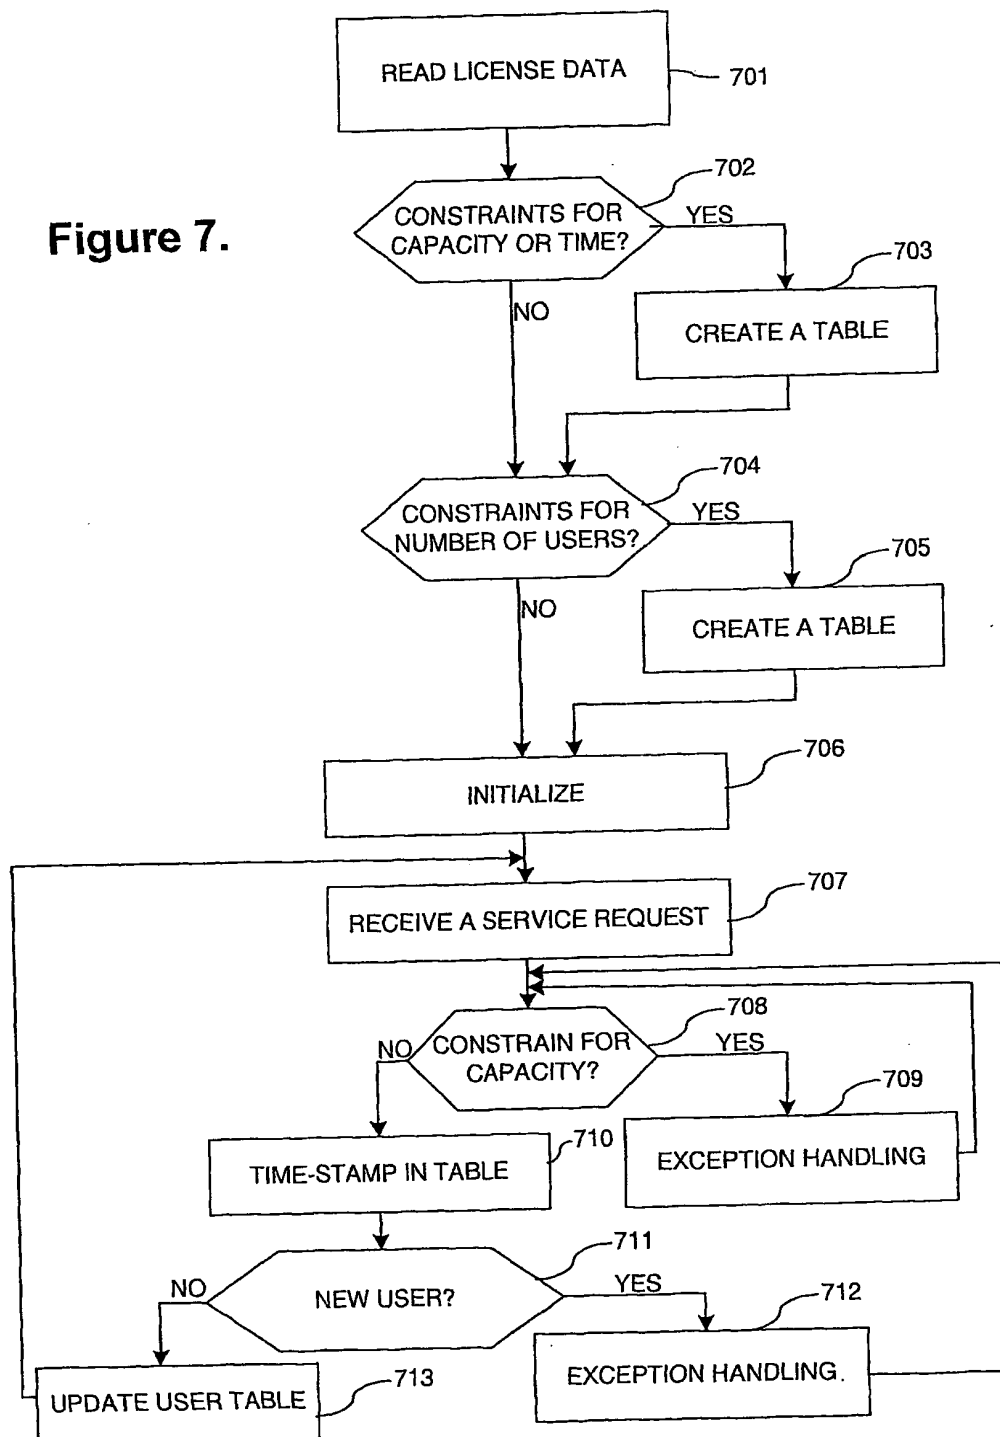 READ LICENSE DATA
701
702
Figure 7.
CONSTRAINTS FOR
CAPACITY OR TIME?
YES
703
NO
CREATE A TABLE
704
CONSTRAINTS FOR
NUMBER OF USERS?
YES
705
NO
CREATE A TABLE
706
INITIALIZE
707
RECEIVE A SERVICE REQUEST
708
NO
CONSTRAIN FOR
CAPACITY?
YES
709
EXCEPTION HANDLING
710
TIME-STAMP IN TABLE
711
NO
NEW USER?
YES
712
EXCEPTION HANDLING.
UPDATE USER TABLE
713